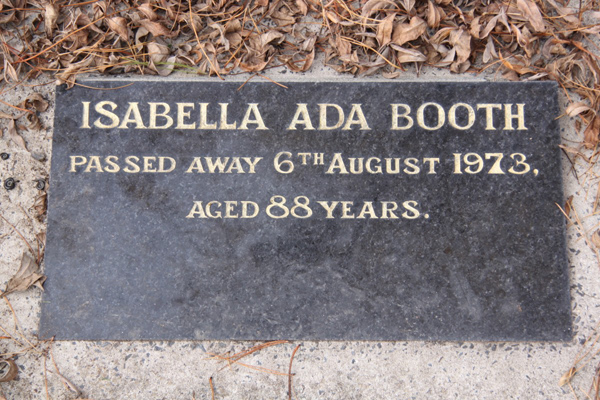 ISABELLA ADA BOOTH
PASSED AWAY 6TH AUGUST 1973,
AGED 88 YEARS.